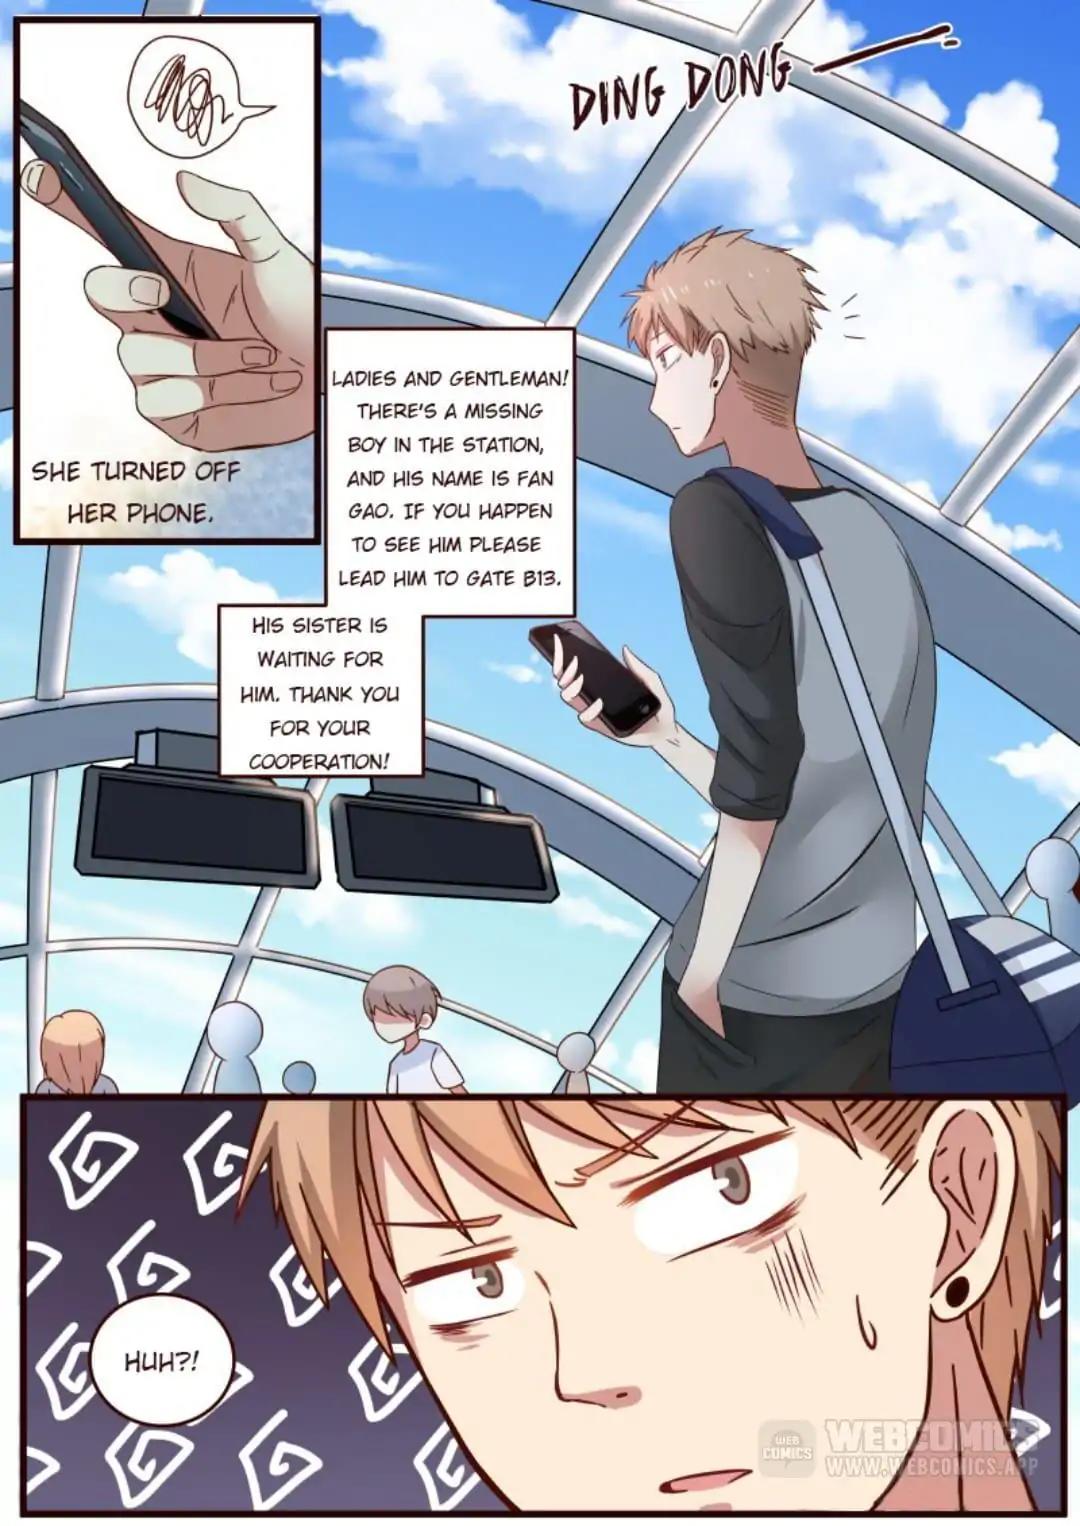 DING DONG
SHE TURNED OFF
HER PHONE.
LADIES AND GENTLEMAN!
THERE'S A MISSING
BOY IN THE STATION,
AND HIS NAME IS FAN
GAO. IF YOU HAPPEN
TO SEE HIM PLEASE
LEAD HIM TO GATE B13.
HIS SISTER IS
WAITING FOR
HIM. THANK YOU
FOR YOUR
COOPERATION!
HUH?!
WEB
COMICS
WEBCOMICS
WWW.WEBCOMICS.APP